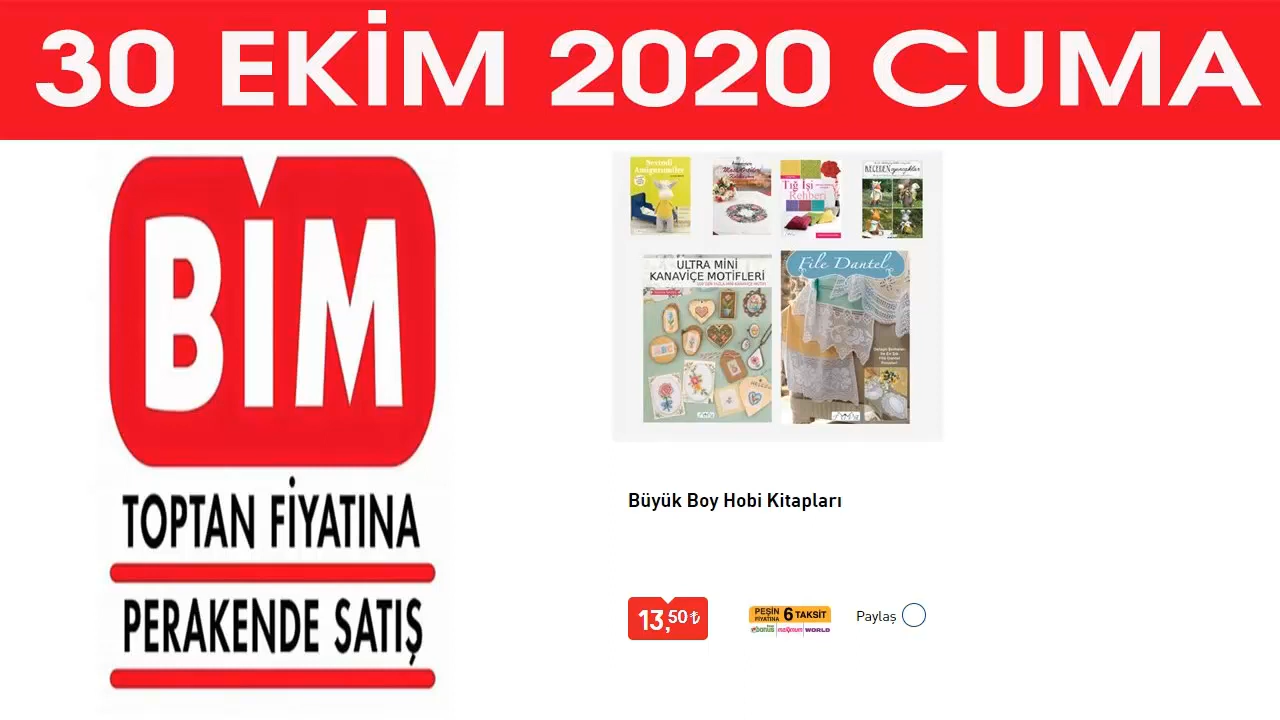 30 EKİM 2020 CUMA
BİM
TOPTAN FİYATINA
PERAKENDE SATIŞ
Sevimli
Amigurumiler
Tığ İşi
Rehberi
KEÇEDEN oyuncaklar
ULTRA MİNİ
KANAVİÇE MOTİFLERİ
File Dantel
Büyük Boy Hobi Kitapları
13,50₺
PEŞİN FİYATINA 6 TAKSİT
bonus maximum WORLD
Paylaş